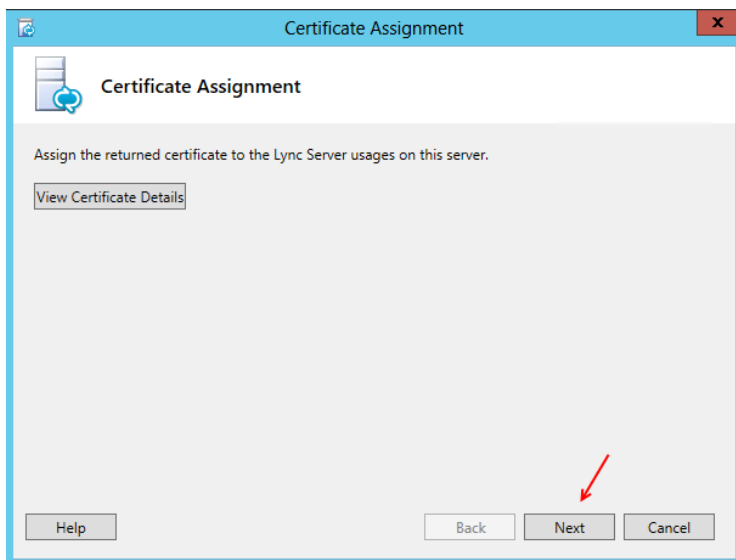 Certificate Assignment
x
Certificate Assignment
Assign the returned certificate to the Lync Server usages on this server.
View Certificate Details
Help Back Next Cancel